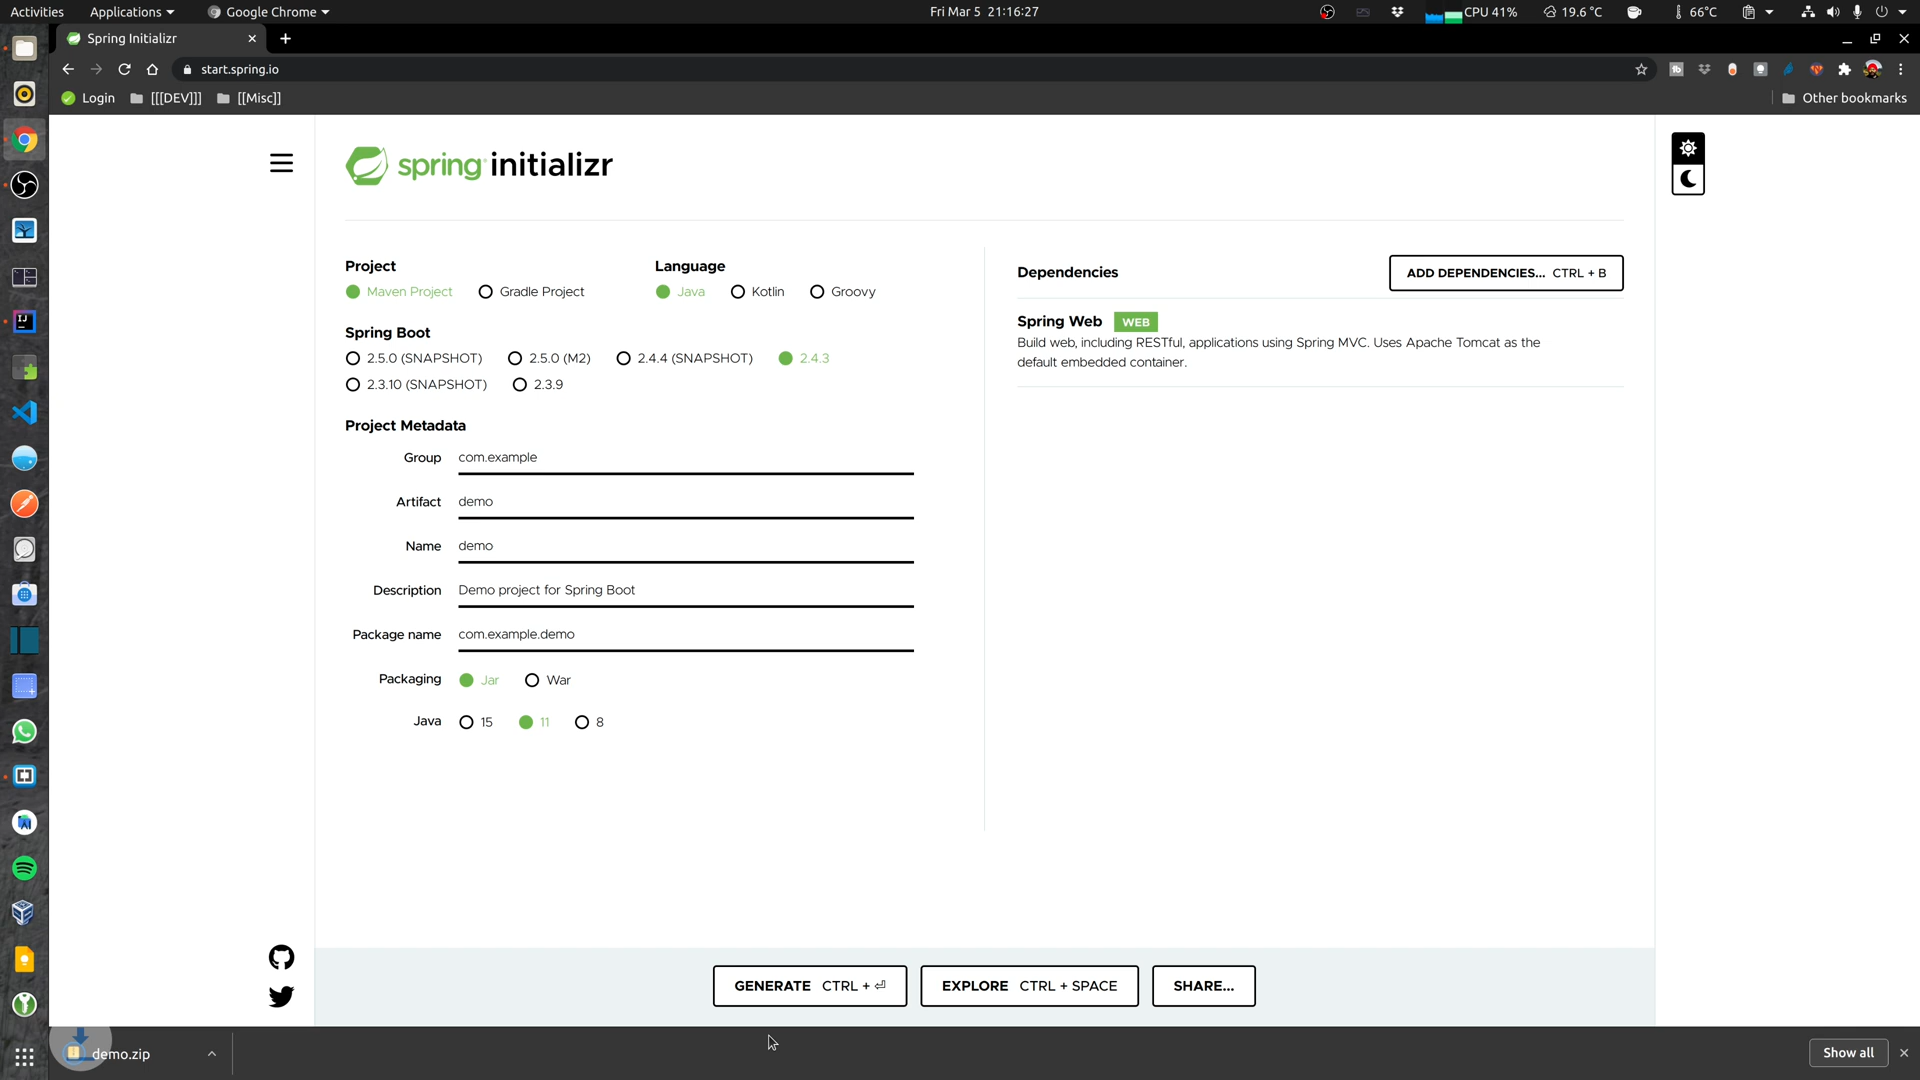 Activities
Applications
Google Chrome
Fri Mar 5 21:16:27
CPU 41%
19.6 °C
66°C
Spring Initializr
start.spring.io
Login
[[[DEV]]]
[[Misc]]
Other bookmarks
spring initializr
Project
Maven Project
Gradle Project
Language
Java
Kotlin
Groovy
Spring Boot
2.5.0 (SNAPSHOT)
2.5.0 (M2)
2.4.4 (SNAPSHOT)
2.4.3
2.3.10 (SNAPSHOT)
2.3.9
Project Metadata
Group com.example
Artifact demo
Name demo
Description Demo project for Spring Boot
Package name com.example.demo
Packaging Jar War
Java 15 11 8
Dependencies
ADD DEPENDENCIES... CTRL + B
Spring Web WEB
Build web, including RESTful, applications using Spring MVC. Uses Apache Tomcat as the
default embedded container.
GENERATE CTRL + ⏎
EXPLORE CTRL + SPACE
SHARE...
demo.zip
Show all